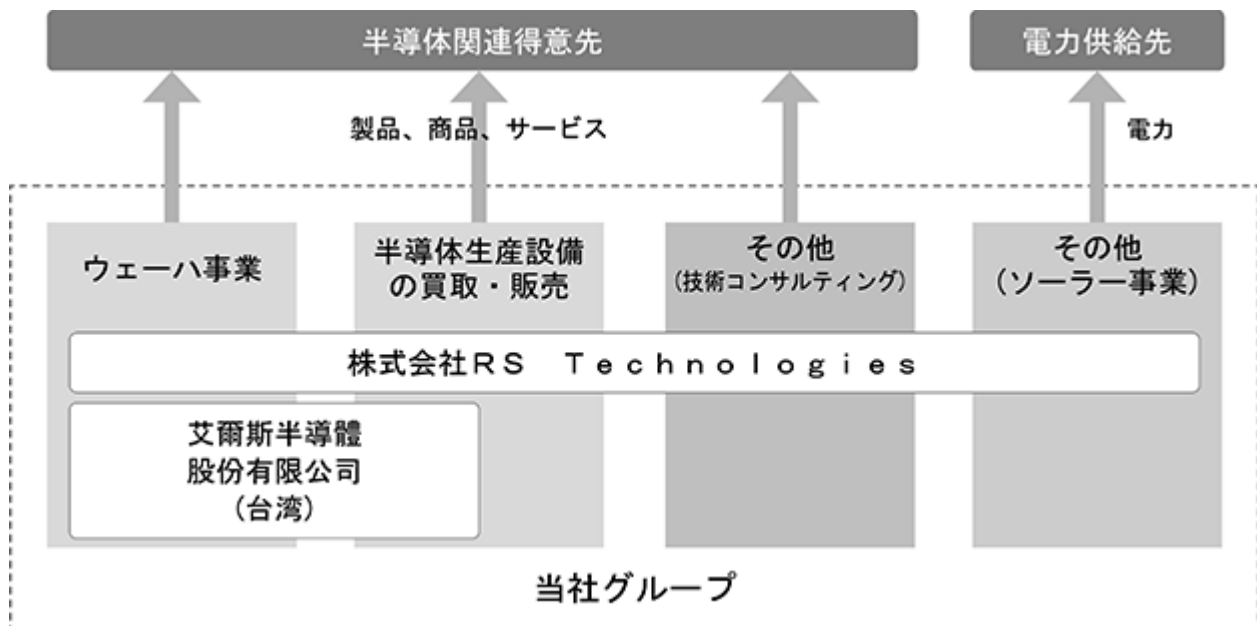 半導体関連得意先
電力供給先
製品、商品、サービス
電力
ウェーハ事業
半導体生産設備
の買取・販売
その他
(技術コンサルティング)
その他
(ソーラー事業)
株式会社RS　Ｔｅｃｈｎｏｌｏｇｉｅｓ
艾爾斯半導體
股份有限公司
(台湾)
当社グループ